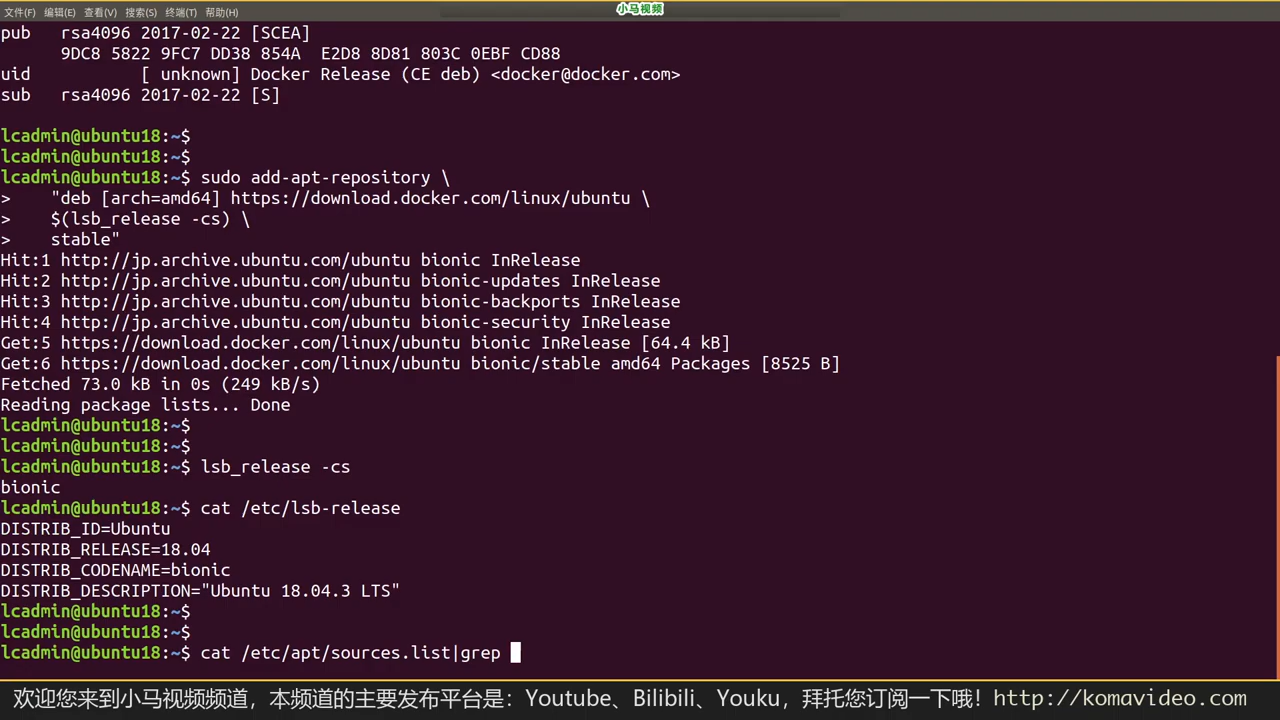 文件(F) 编辑(E) 查看(V) 搜索(S) 终端(T) 帮助(H)
小马视频
pub   rsa4096 2017-02-22 [SCEA]
      9DC8 5822 9FC7 DD38 854A  E2D8 8D81 803C 0EBF CD88
uid           [ unknown] Docker Release (CE deb) <docker@docker.com>
sub   rsa4096 2017-02-22 [S]
lcadmin@ubuntu18:~$
lcadmin@ubuntu18:~$
lcadmin@ubuntu18:~$ sudo add-apt-repository \
>    "deb [arch=amd64] https://download.docker.com/linux/ubuntu \
>    $(lsb_release -cs) \
>    stable"
Hit:1 http://jp.archive.ubuntu.com/ubuntu bionic InRelease
Hit:2 http://jp.archive.ubuntu.com/ubuntu bionic-updates InRelease
Hit:3 http://jp.archive.ubuntu.com/ubuntu bionic-backports InRelease
Hit:4 http://jp.archive.ubuntu.com/ubuntu bionic-security InRelease
Get:5 https://download.docker.com/linux/ubuntu bionic InRelease [64.4 kB]
Get:6 https://download.docker.com/linux/ubuntu bionic/stable amd64 Packages [8525 B]
Fetched 73.0 kB in 0s (249 kB/s)
Reading package lists... Done
lcadmin@ubuntu18:~$
lcadmin@ubuntu18:~$
lcadmin@ubuntu18:~$ lsb_release -cs
bionic
lcadmin@ubuntu18:~$ cat /etc/lsb-release
DISTRIB_ID=Ubuntu
DISTRIB_RELEASE=18.04
DISTRIB_CODENAME=bionic
DISTRIB_DESCRIPTION="Ubuntu 18.04.3 LTS"
lcadmin@ubuntu18:~$
lcadmin@ubuntu18:~$
lcadmin@ubuntu18:~$ cat /etc/apt/sources.list|grep
欢迎您来到小马视频频道，本频道的主要发布平台是：Youtube、Bilibili、Youku，拜托您订阅一下哦！http://komavideo.com